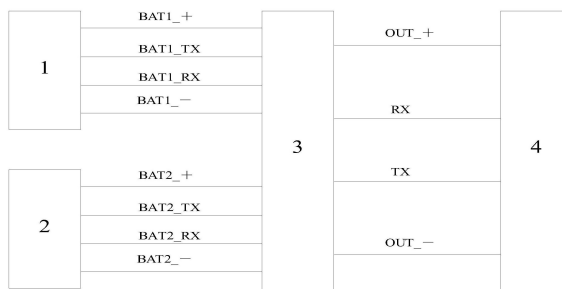 BAT1_+
BAT1_TX
BAT1_RX
BAT1_—
1
BAT2_+
BAT2_TX
BAT2_RX
BAT2_—
2
3
OUT_+
RX
TX
OUT_—
4